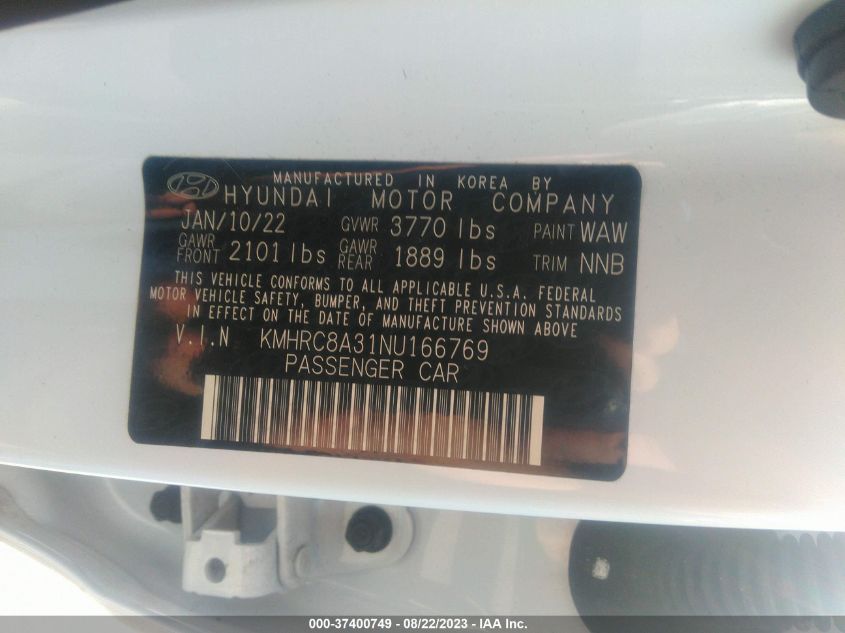 MANUFACTURED IN KOREA BY
HYUNDAI MOTOR COMPANY
JAN/10/22 GVWR 3770 lbs PAINT WAW
GAWR FRONT 2101 lbs GAWR REAR 1889 lbs TRIM NNB
THIS VEHICLE CONFORMS TO ALL APPLICABLE U.S.A. FEDERAL
MOTOR VEHICLE SAFETY, BUMPER, AND THEFT PREVENTION STANDARDS
IN EFFECT ON THE DATE OF MANUFACTURE SHOWN ABOVE
V.I.N KMHRC8A31NU166769
PASSENGER CAR
000-37400749 - 08/22/2023 - IAA Inc.